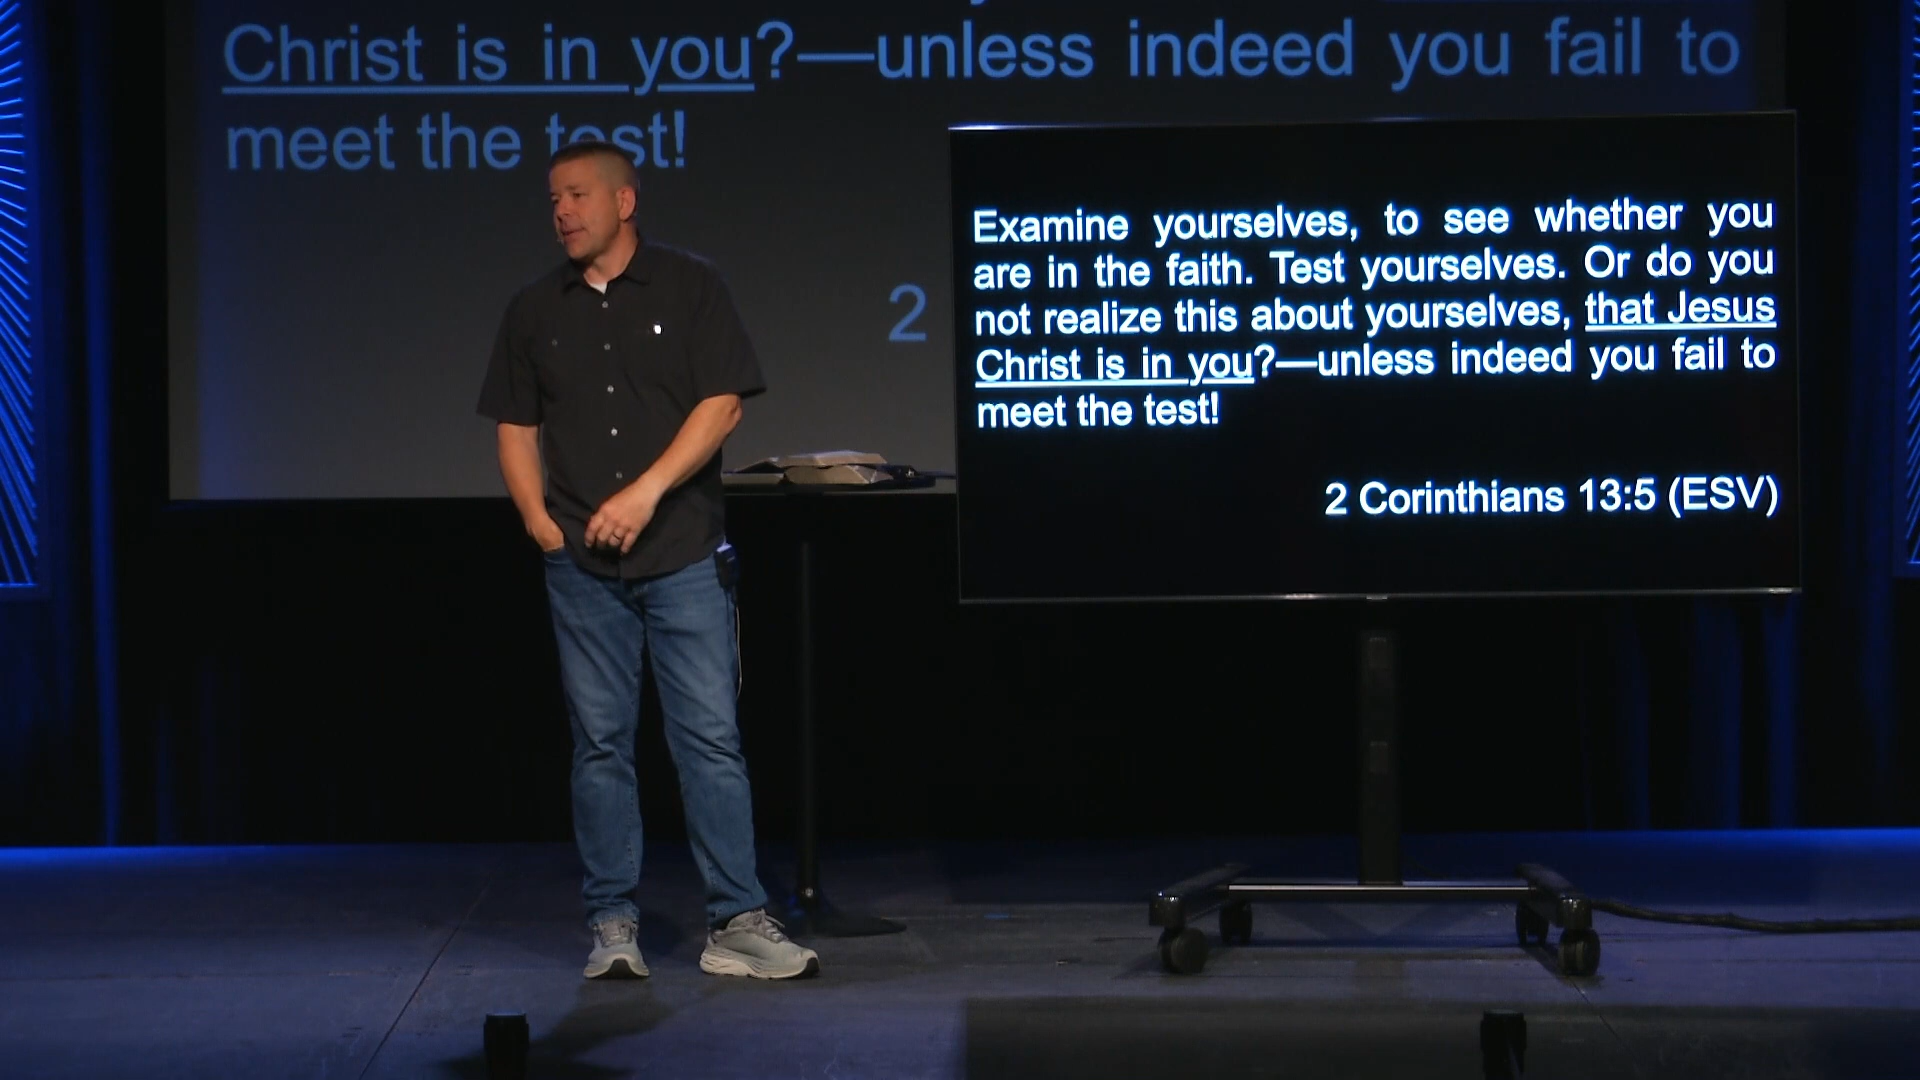 Christ is in you?—unless indeed you fail to
meet the test!
2
Examine yourselves, to see whether you
are in the faith. Test yourselves. Or do you
not realize this about yourselves, that Jesus
Christ is in you?—unless indeed you fail to
meet the test!
2 Corinthians 13:5 (ESV)